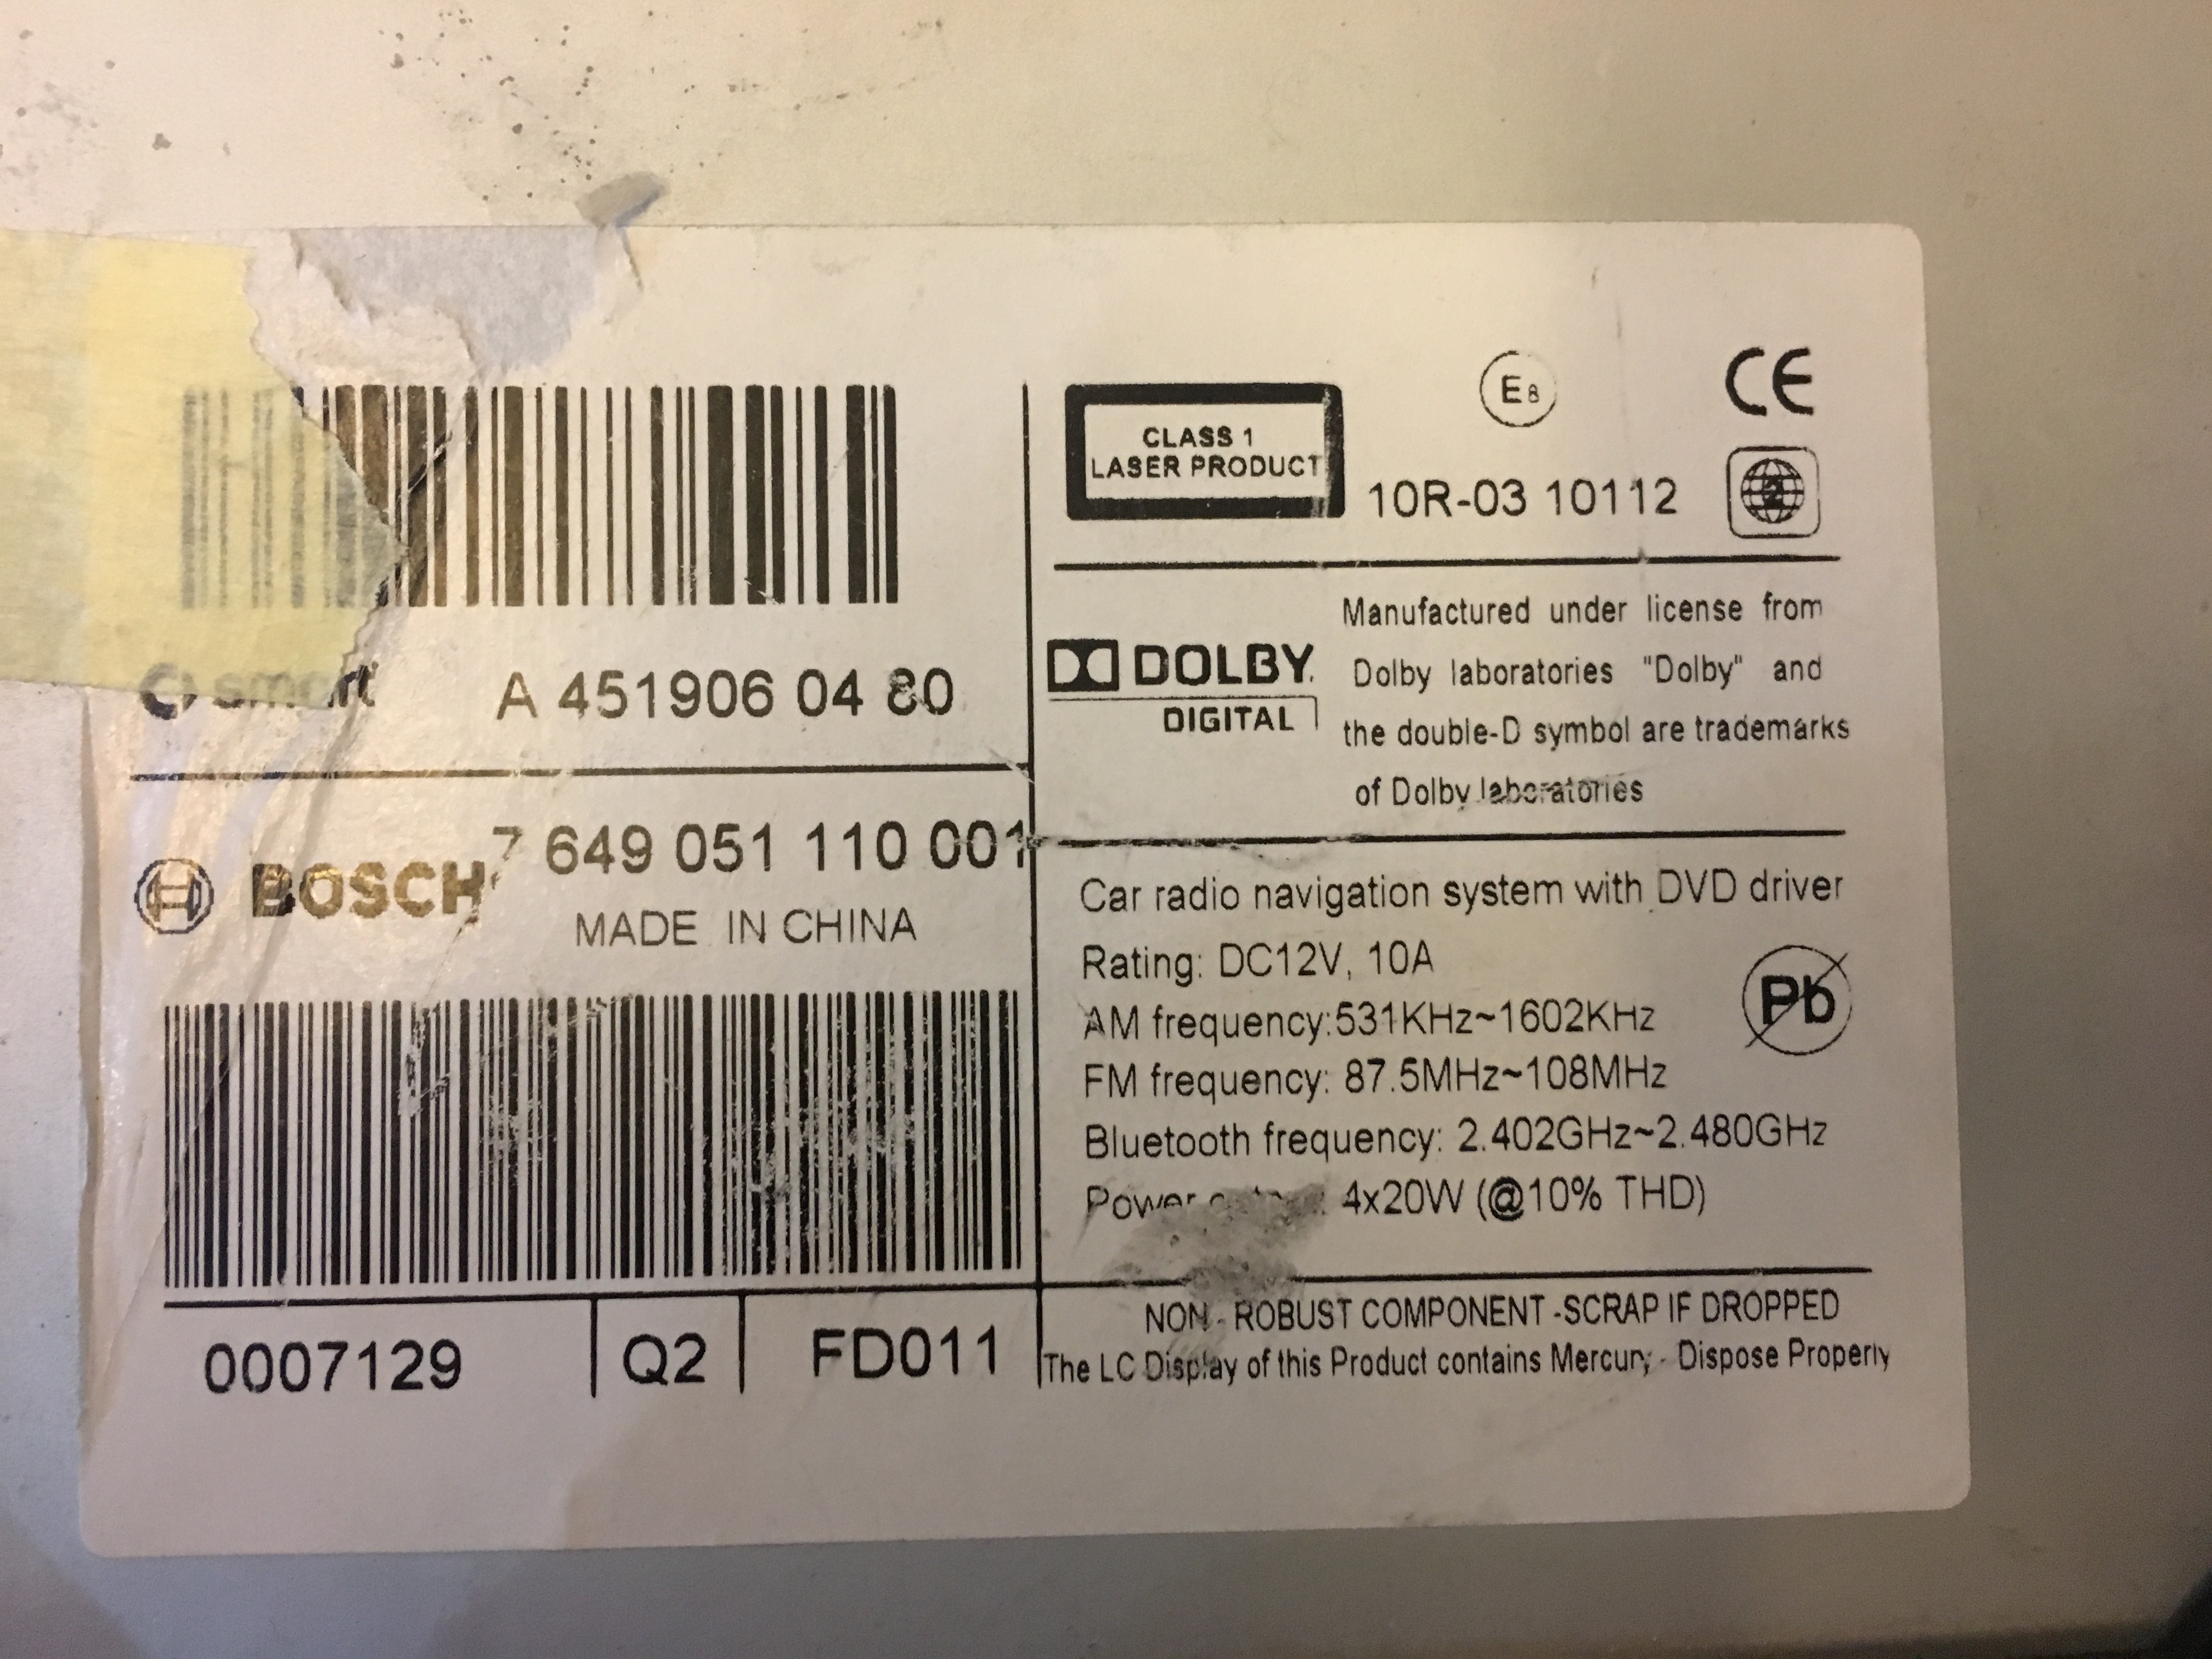 smart A 451906 04 80
7 649 051 110 001
BOSCH
MADE IN CHINA
0007129 Q2 FD011
CLASS 1
LASER PRODUCT
E8
CE
10R-03 10112
2
DOLBY
DIGITAL
Manufactured under license from
Dolby laboratories "Dolby" and
the double-D symbol are trademarks
of Dolby laboratories
Car radio navigation system with DVD driver
Rating: DC12V, 10A
Pb
AM frequency:531KHz~1602KHz
FM frequency: 87.5MHz~108MHz
Bluetooth frequency: 2.402GHz~2.480GHz
Power : 4x20W (@10% THD)
NON - ROBUST COMPONENT -SCRAP IF DROPPED
The LC Display of this Product contains Mercury - Dispose Properly